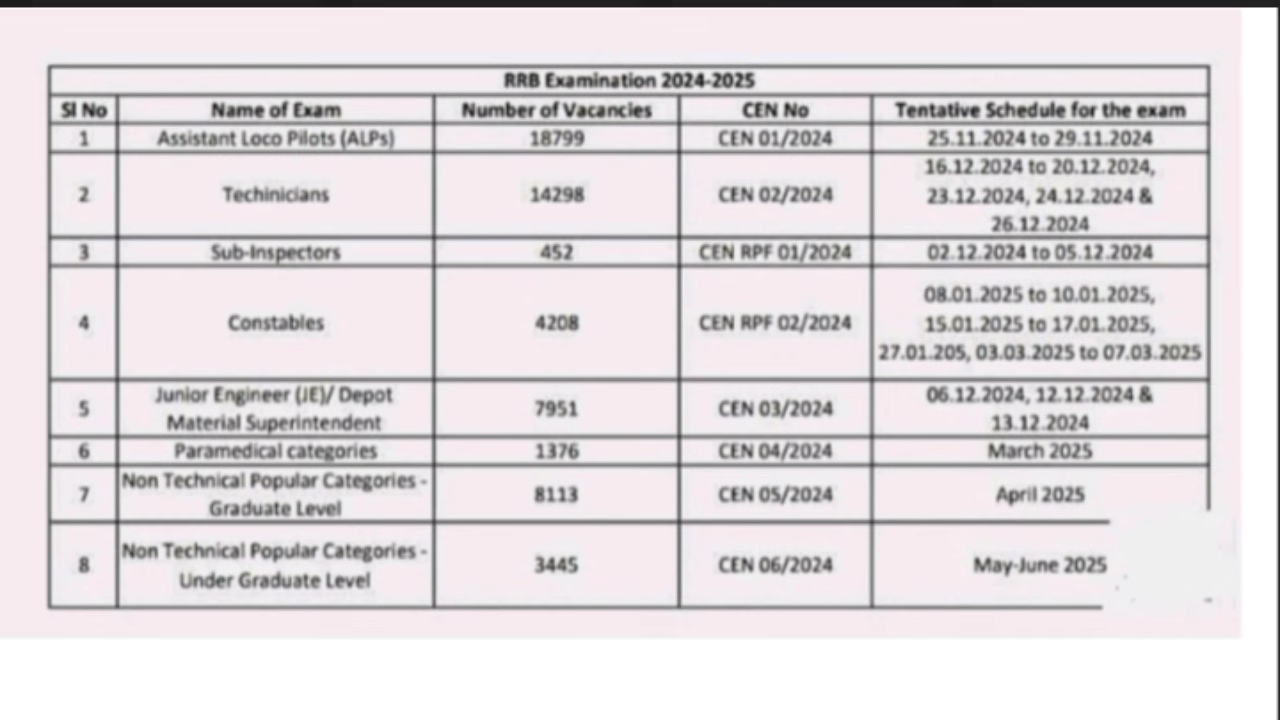 RRB Examination 2024-2025
Sl No Name of Exam Number of Vacancies CEN No Tentative Schedule for the exam
1 Assistant Loco Pilots (ALPs) 18799 CEN 01/2024 25.11.2024 to 29.11.2024
2 Techinicians 14298 CEN 02/2024 16.12.2024 to 20.12.2024,
23.12.2024, 24.12.2024 &
26.12.2024
3 Sub-Inspectors 452 CEN RPF 01/2024 02.12.2024 to 05.12.2024
4 Constables 4208 CEN RPF 02/2024 08.01.2025 to 10.01.2025,
15.01.2025 to 17.01.2025,
27.01.205, 03.03.2025 to 07.03.2025
5 Junior Engineer (JE)/ Depot
Material Superintendent 7951 CEN 03/2024 06.12.2024, 12.12.2024 &
13.12.2024
6 Paramedical categories 1376 CEN 04/2024 March 2025
7 Non Technical Popular Categories -
Graduate Level 8113 CEN 05/2024 April 2025
8 Non Technical Popular Categories -
Under Graduate Level 3445 CEN 06/2024 May-June 2025